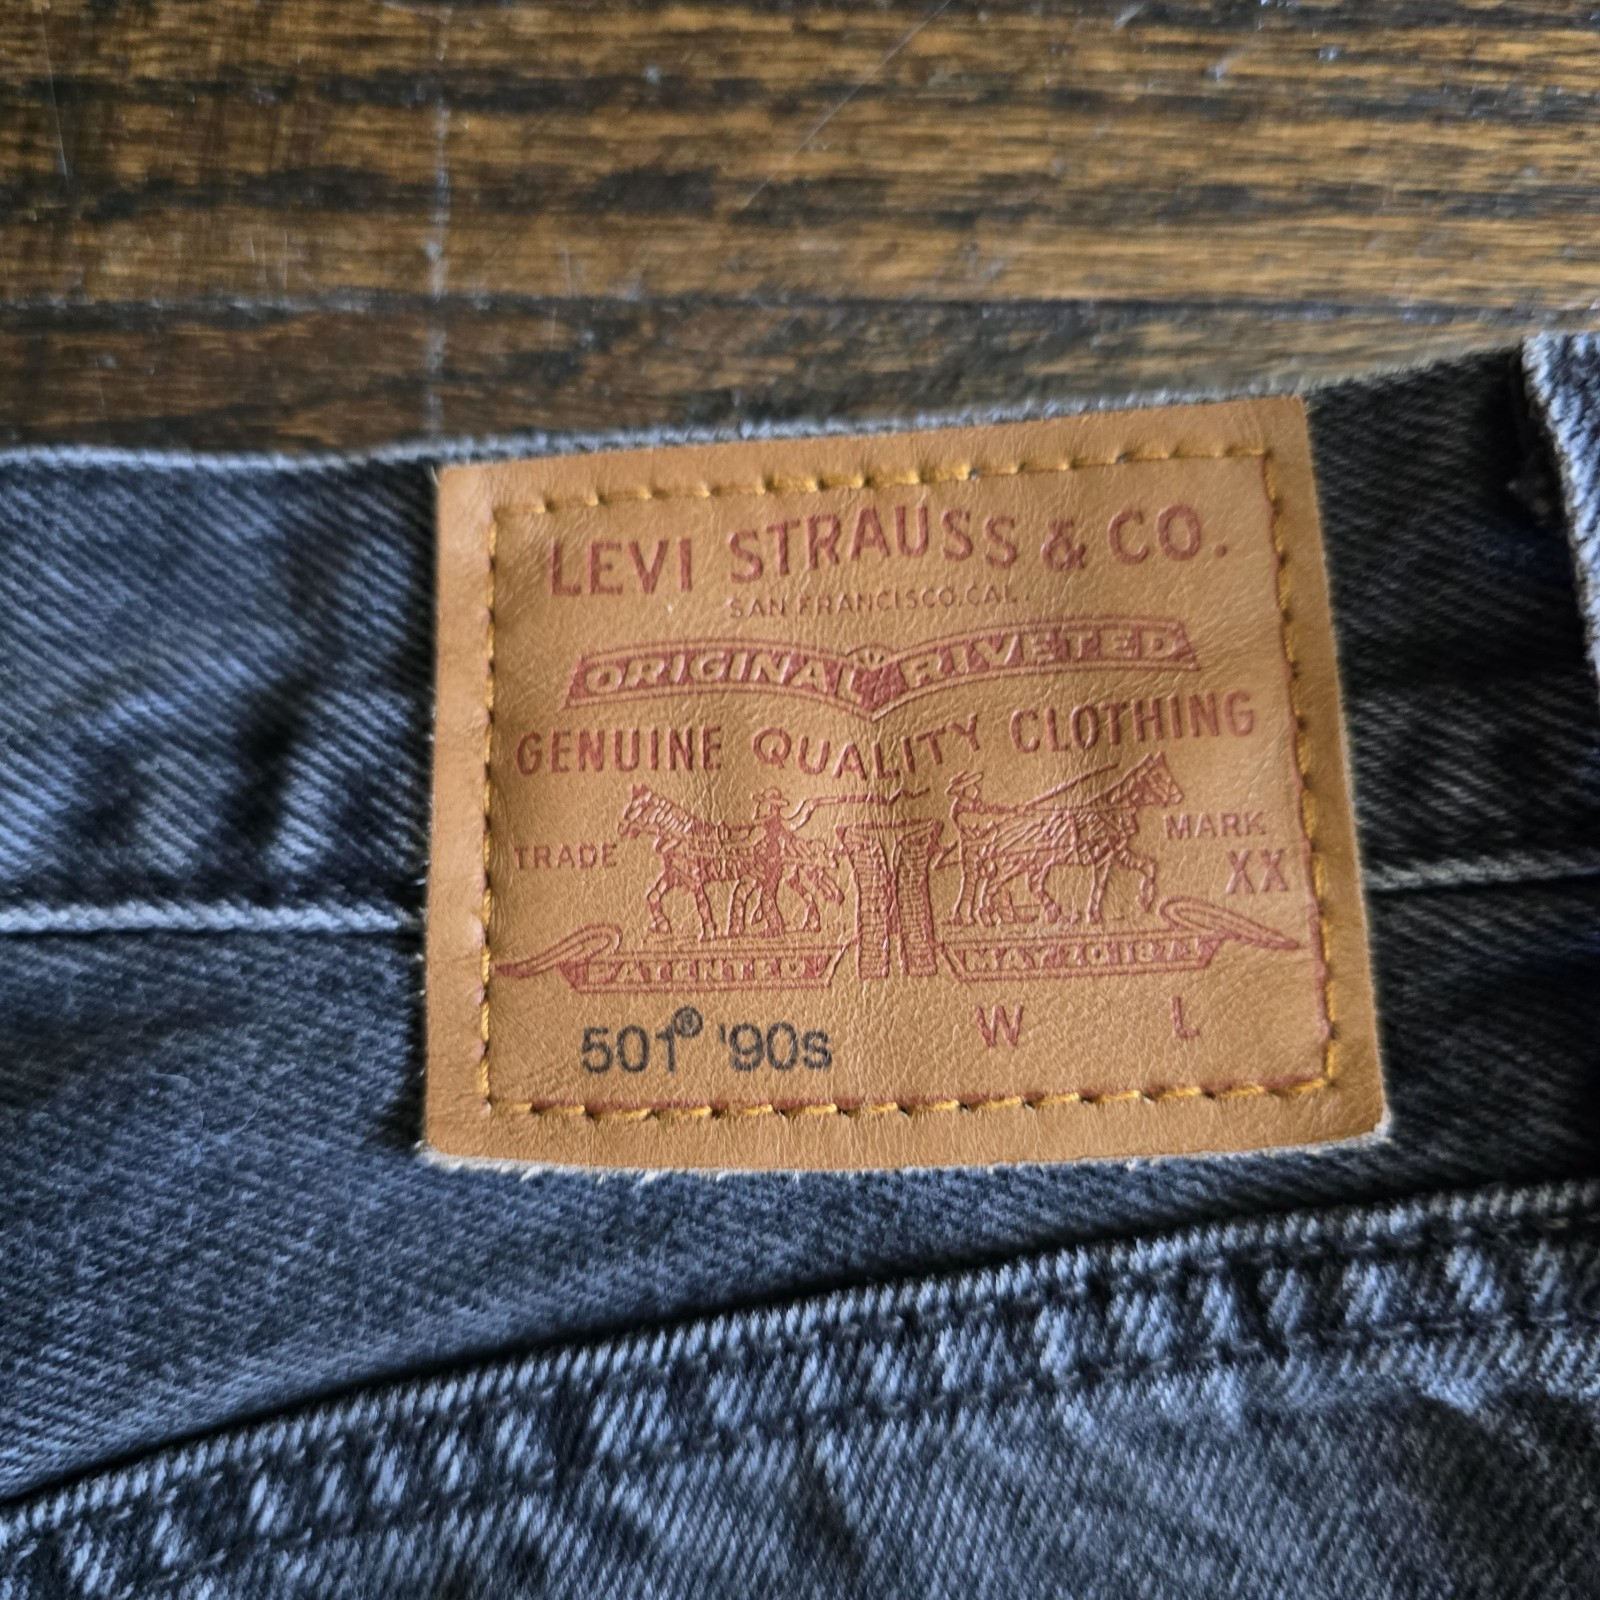 LEVI STRAUSS & CO.
SAN FRANCISCO, CAL.
ORIGINAL RIVETED
GENUINE QUALITY CLOTHING
TRADE MARK
XX
PATENTED MAY 20 1873
501® '90s W L